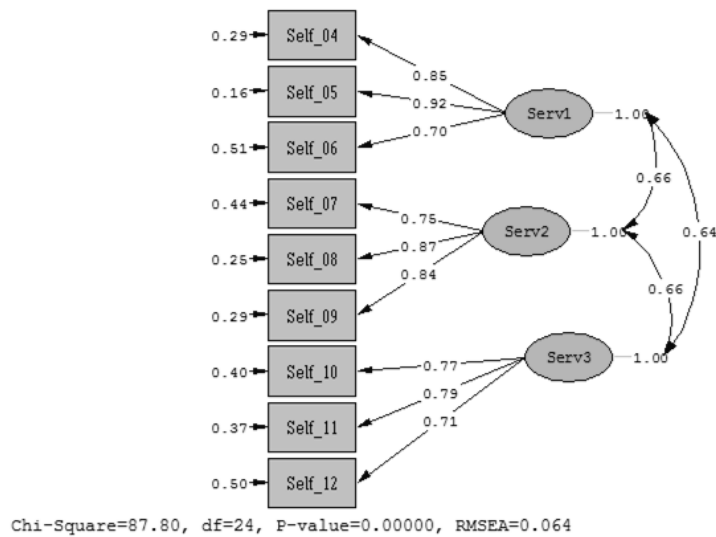 0.29 Self_04
0.85
0.16 Self_05
0.92
Serv1 1.00
0.70
0.51 Self_06
0.66
0.44 Self_07
0.75
Serv2 1.00
0.64
0.87
0.25 Self_08
0.84
0.66
0.29 Self_09
0.40 Self_10
0.77
Serv3 1.00
0.79
0.37 Self_11
0.71
0.50 Self_12
Chi-Square=87.80, df=24, P-value=0.00000, RMSEA=0.064